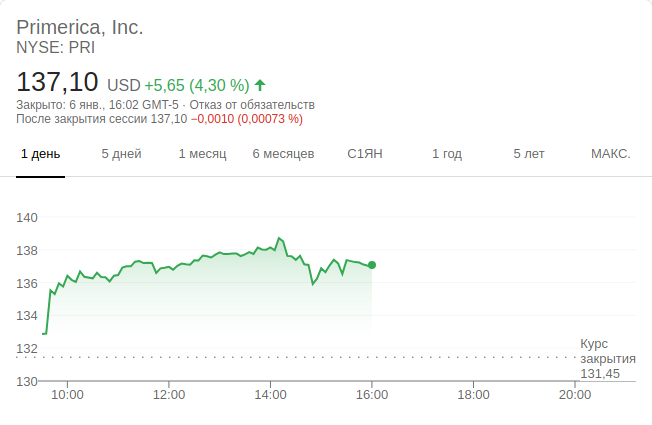 Primerica, Inc.
NYSE: PRI
137,10 USD +5,65 (4,30 %)
Закрыто: 6 янв., 16:02 GMT-5 · Отказ от обязательств
После закрытия сессии 137,10 −0,0010 (0,00073 %)
1 день 5 дней 1 месяц 6 месяцев С1ЯН 1 год 5 лет МАКС.
140
138
136
134
132
130
Курс
закрытия
131,45
10:00 12:00 14:00 16:00 18:00 20:00